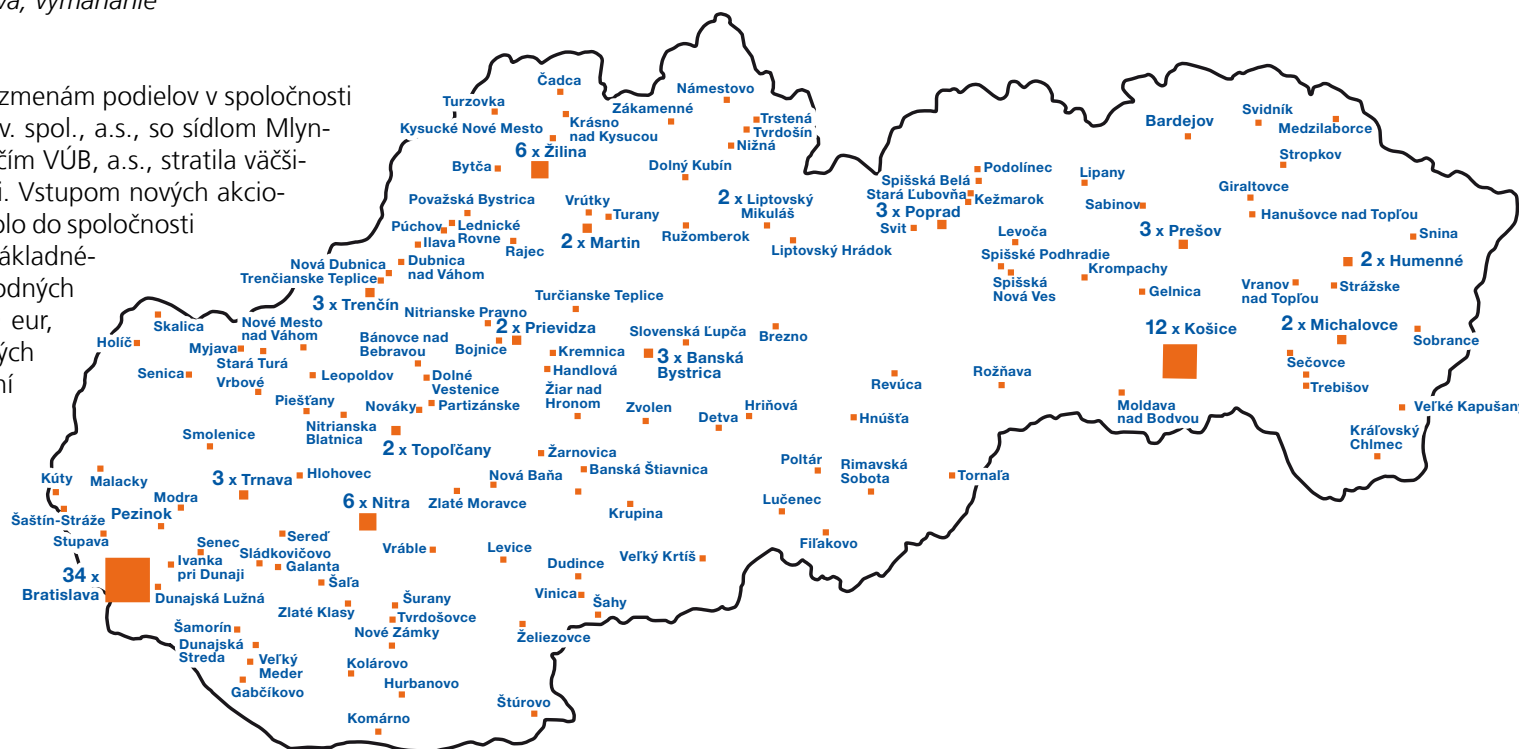 va, vymáhanie
zmenám podielov v spoločnosti
v. spol., a.s., so sídlom Mlyn-
čím VÚB, a.s., stratila väčši-
i. Vstupom nových akcio-
olo do spoločnosti
ákladné-
odných
eur,
ých
ní
Čadca
Turzovka
Kysucké Nové Mesto
Krásno
nad Kysucou
Zákamenné
Námestovo
Trstená
Tvrdošín
Nižná
6 x Žilina
Bytča
Dolný Kubín
Považská Bystrica
Púchov
Lednické
Rovne
Ilava
Rajec
Vrútky
Turany
2 x Martin
Ružomberok
2 x Liptovský
Mikuláš
Liptovský Hrádok
Nová Dubnica
Trenčianske Teplice
Dubnica
nad Váhom
3 x Trenčín
Podolínec
Spišská Belá
Stará Ľubovňa
Kežmarok
3 x Poprad
Svit
Levoča
Spišské Podhradie
Spišská
Nová Ves
Krompachy
Gelnica
Lipany
Sabinov
3 x Prešov
Bardejov
Svidník
Medzilaborce
Stropkov
Giraltovce
Hanušovce nad Topľou
Snina
2 x Humenné
Vranov
nad Topľou
Strážske
12 x Košice
2 x Michalovce
Sobrance
Sečovce
Trebišov
Veľké Kapušany
Kráľovský
Chlmec
Moldava
nad Bodvou
Rožňava
Revúca
Hnúšťa
Tornaľa
Rimavská
Sobota
Poltár
Lučenec
Fiľakovo
Turčianske Teplice
Nitrianske Pravno
2 x Prievidza
Bojnice
Kremnica
Handlová
Žiar nad
Hronom
Slovenská Ľupča
3 x Banská
Bystrica
Brezno
Zvolen
Detva
Hriňová
Skalica
Holíč
Nové Mesto
nad Váhom
Myjava
Stará Turá
Senica
Vrbové
Leopoldov
Piešťany
Bánovce nad
Bebravou
Dolné
Vestenice
Nováky
Partizánske
Nitrianska
Blatnica
2 x Topoľčany
Smolenice
Kúty
Malacky
3 x Trnava
Hlohovec
Modra
Pezinok
Šaštín-Stráže
Stupava
6 x Nitra
Zlaté Moravce
Nová Baňa
Žarnovica
Banská Štiavnica
Krupina
Senec
Sereď
Sládkovičovo
Galanta
Ivanka
pri Dunaji
34 x
Bratislava
Dunajská Lužná
Šaľa
Vráble
Levice
Dudince
Veľký Krtíš
Vinica
Šahy
Zlaté Klasy
Šurany
Tvrdošovce
Nové Zámky
Želiezovce
Šamorín
Dunajská
Streda
Veľký
Meder
Gabčíkovo
Kolárovo
Hurbanovo
Štúrovo
Komárno